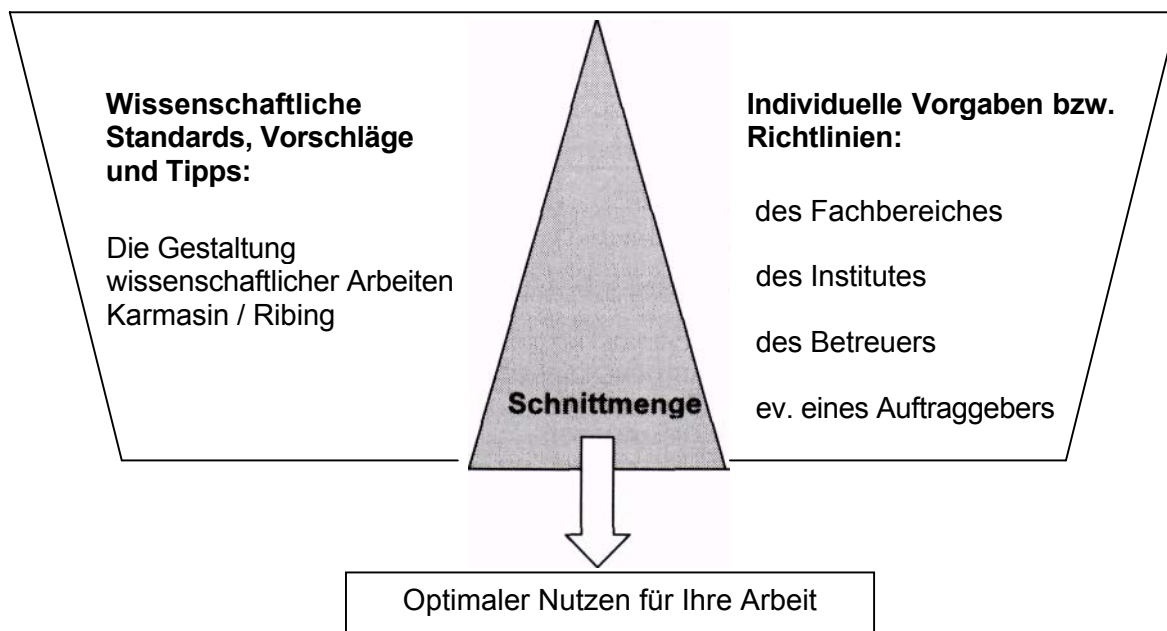 Wissenschaftliche
Standards, Vorschläge
und Tipps:
Die Gestaltung
wissenschaftlicher Arbeiten
Karmasin / Ribing
Schnittmenge
Individuelle Vorgaben bzw.
Richtlinien:
des Fachbereiches
des Institutes
des Betreuers
ev. eines Auftraggebers
Optimaler Nutzen für Ihre Arbeit